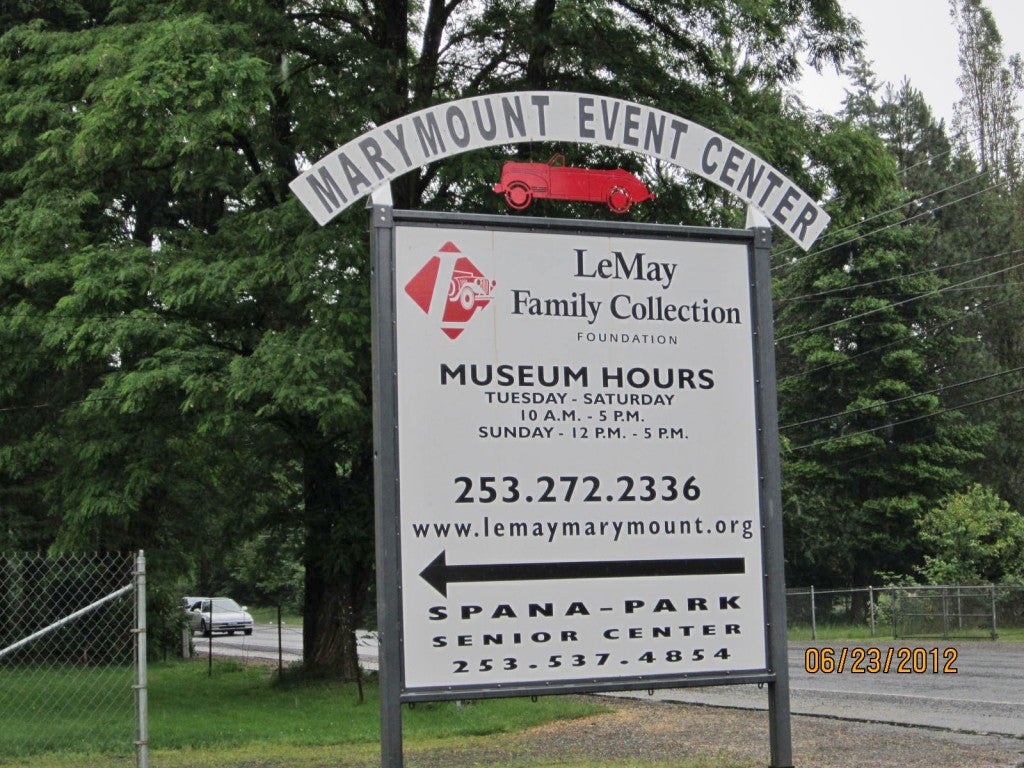 MARYMOUNT EVENT CENTER
LeMay
Family Collection
FOUNDATION
MUSEUM HOURS
TUESDAY - SATURDAY
10 A.M. - 5 P.M.
SUNDAY - 12 P.M. - 5 P.M.
253.272.2336
www.lemaymarymount.org
SPANA-PARK
SENIOR CENTER
253.537.4854
06/23/2012